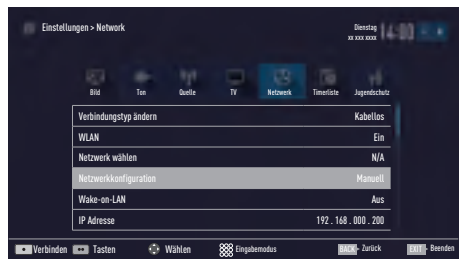 Einstellungen > Network
Dienstag
xx xxx xxxx
14:00
Bild Ton Quelle TV Netzwerk Timerliste Jugendschutz
Verbindungstyp ändern Kabellos
WLAN Ein
Netzwerk wählen N/A
Netzwerkkonfiguration Manuell
Wake-on-LAN Aus
IP Adresse 192 . 168 . 000 . 200
Verbinden Tasten Wählen Eingabemodus BACK Zurück EXIT Beenden